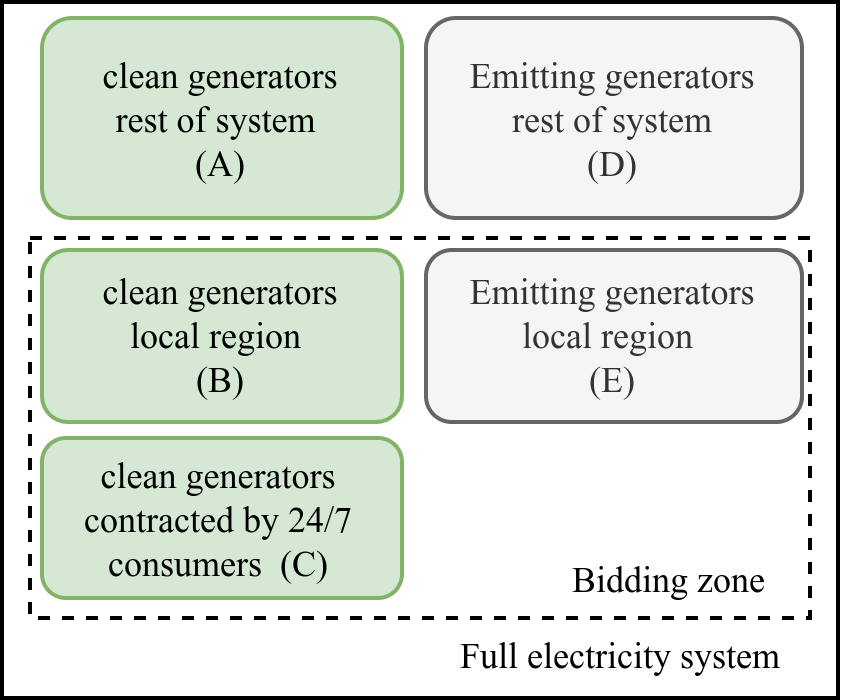 clean generators
rest of system
(A)
Emitting generators
rest of system
(D)
clean generators
local region
(B)
Emitting generators
local region
(E)
clean generators
contracted by 24/7
consumers (C)
Bidding zone
Full electricity system